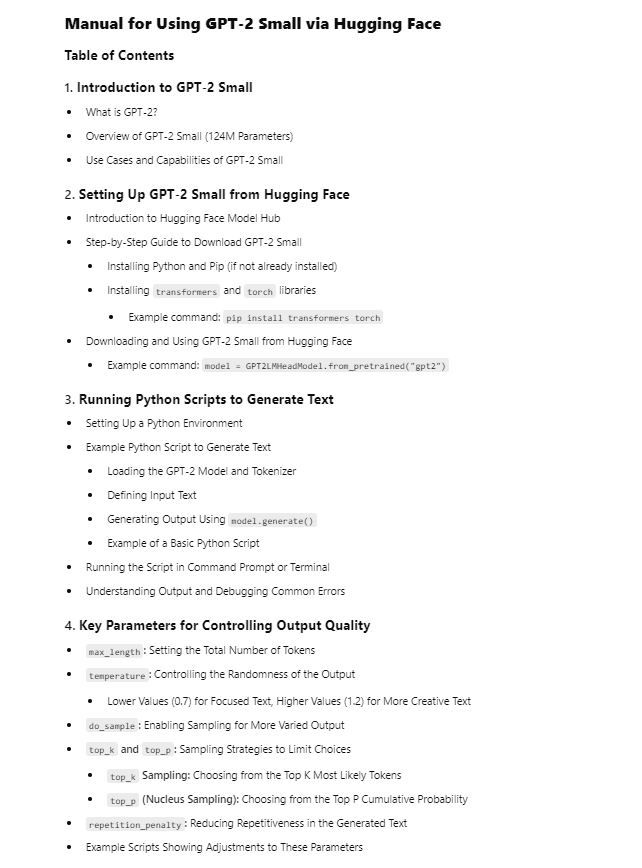 Manual for Using GPT-2 Small via Hugging Face
Table of Contents
1. Introduction to GPT-2 Small
• What is GPT-2?
• Overview of GPT-2 Small (124M Parameters)
• Use Cases and Capabilities of GPT-2 Small
2. Setting Up GPT-2 Small from Hugging Face
• Introduction to Hugging Face Model Hub
• Step-by-Step Guide to Download GPT-2 Small
• Installing Python and Pip (if not already installed)
• Installing transformers and torch libraries
• Example command: pip install transformers torch
• Downloading and Using GPT-2 Small from Hugging Face
• Example command: model = GPT2LMHeadModel.from_pretrained("gpt2")
3. Running Python Scripts to Generate Text
• Setting Up a Python Environment
• Example Python Script to Generate Text
• Loading the GPT-2 Model and Tokenizer
• Defining Input Text
• Generating Output Using model.generate()
• Example of a Basic Python Script
• Running the Script in Command Prompt or Terminal
• Understanding Output and Debugging Common Errors
4. Key Parameters for Controlling Output Quality
• max_length: Setting the Total Number of Tokens
• temperature: Controlling the Randomness of the Output
• Lower Values (0.7) for Focused Text, Higher Values (1.2) for More Creative Text
• do_sample: Enabling Sampling for More Varied Output
• top_k and top_p: Sampling Strategies to Limit Choices
• top_k Sampling: Choosing from the Top K Most Likely Tokens
• top_p (Nucleus Sampling): Choosing from the Top P Cumulative Probability
• repetition_penalty: Reducing Repetitiveness in the Generated Text
• Example Scripts Showing Adjustments to These Parameters